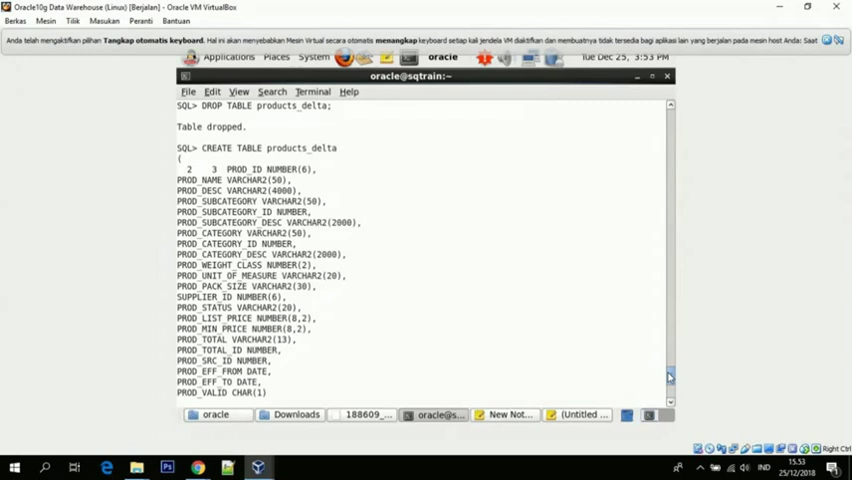 Oracle10g Data Warehouse (Linux) [Berjalan] - Oracle VM VirtualBox
Berkas Mesin Tilik Masukan Peranti Bantuan
Anda telah mengaktifkan pilihan Tangkap otomatis keyboard. Hal ini akan menyebabkan Mesin Virtual secara otomatis menangkap keyboard setiap kali jendela VM diaktifkan dan membuatnya tidak tersedia bagi aplikasi lain yang berjalan pada mesin host Anda: Saat
Applications Places System oracle Tue Dec 25, 3:53 PM
oracle@sqtrain:~
File Edit View Search Terminal Help
SQL> DROP TABLE products_delta;
Table dropped.
SQL> CREATE TABLE products_delta
(
2 3 PROD_ID NUMBER(6),
PROD_NAME VARCHAR2(50),
PROD_DESC VARCHAR2(4000),
PROD_SUBCATEGORY VARCHAR2(50),
PROD_SUBCATEGORY_ID NUMBER,
PROD_SUBCATEGORY_DESC VARCHAR2(2000),
PROD_CATEGORY VARCHAR2(50),
PROD_CATEGORY_ID NUMBER,
PROD_CATEGORY_DESC VARCHAR2(2000),
PROD_WEIGHT_CLASS NUMBER(2),
PROD_UNIT_OF_MEASURE VARCHAR2(20),
PROD_PACK_SIZE VARCHAR2(30),
SUPPLIER_ID NUMBER(6),
PROD_STATUS VARCHAR2(20),
PROD_LIST_PRICE NUMBER(8,2),
PROD_MIN_PRICE NUMBER(8,2),
PROD_TOTAL VARCHAR2(13),
PROD_TOTAL_ID NUMBER,
PROD_SRC_ID NUMBER,
PROD_EFF_FROM DATE,
PROD_EFF_TO DATE,
PROD_VALID CHAR(1)
oracle Downloads 188609_... oracle@s... New Not... (Untitled ...
Right Ctrl
IND 15.53
25/12/2018